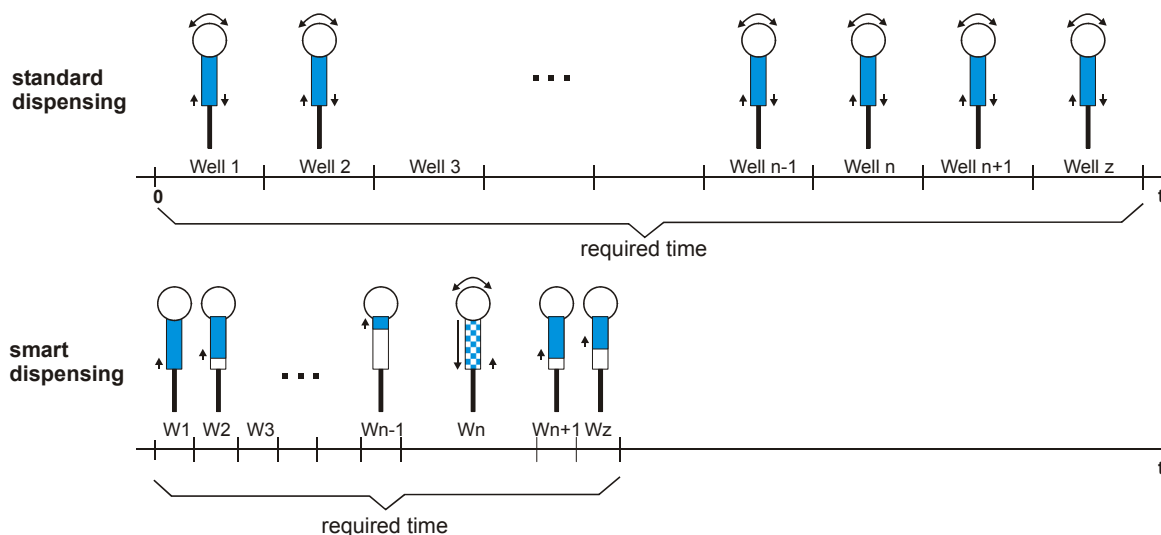 standard
dispensing
...
Well 1 Well 2 Well 3 Well n-1 Well n Well n+1 Well z
0 t
required time
smart
dispensing
...
W1 W2 W3 Wn-1 Wn Wn+1 Wz
t
required time